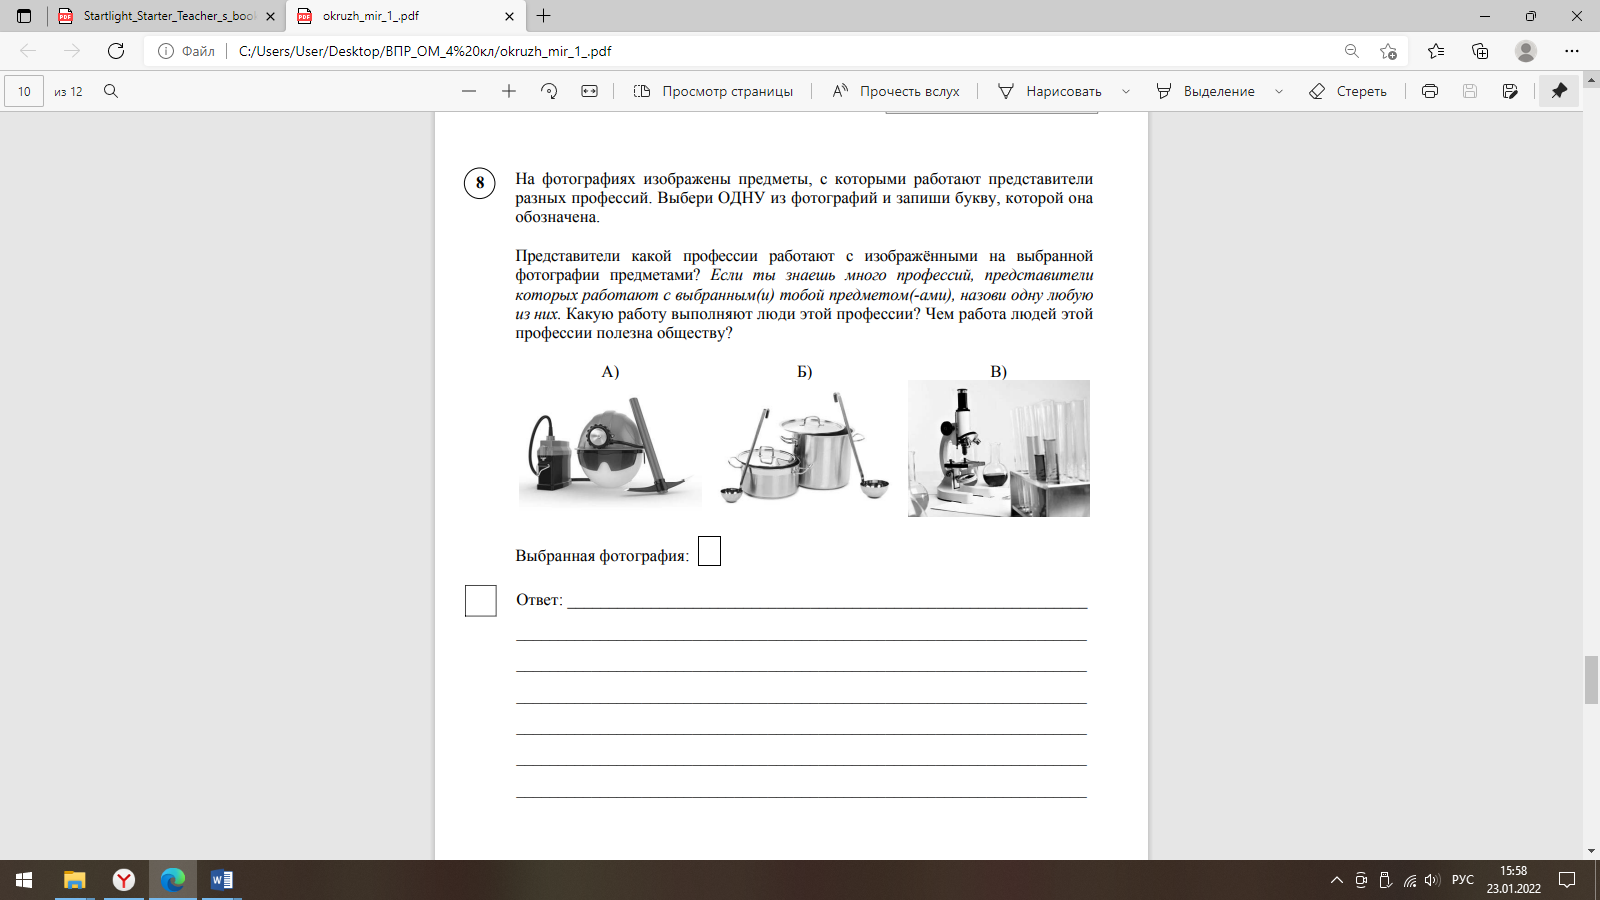 Startlight_Starter_Teacher_s_boo
okruzh_mir_1_.pdf
Файл
C:/Users/User/Desktop/ВПР_ОМ_4%20кл/okruzh_mir_1_.pdf
10 из 12
Просмотр страницы
Прочесть вслух
Нарисовать
Выделение
Стереть
8
На фотографиях изображены предметы, с которыми работают представители
разных профессий. Выбери ОДНУ из фотографий и запиши букву, которой она
обозначена.
Представители какой профессии работают с изображёнными на выбранной
фотографии предметами? Если ты знаешь много профессий, представители
которых работают с выбранным(и) тобой предметом(-ами), назови одну любую
из них. Какую работу выполняют люди этой профессии? Чем работа людей этой
профессии полезна обществу?
А) Б) В)
Выбранная фотография:
Ответ:
РУС
15:58
23.01.2022